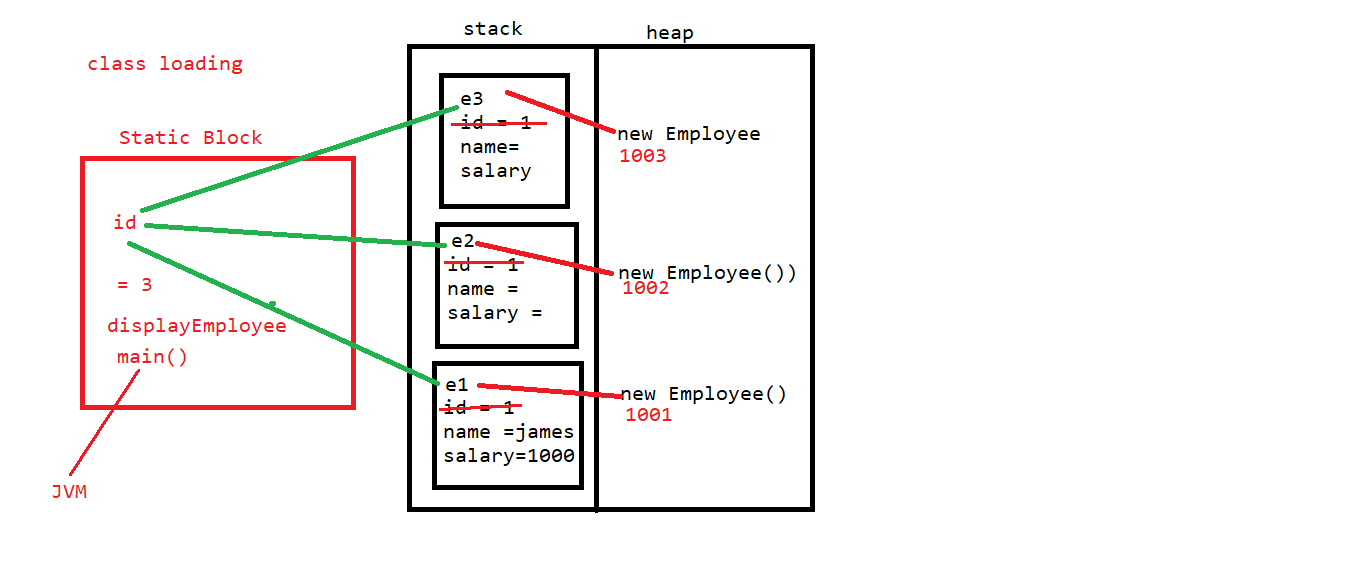 class loading
Static Block
id
= 3
displayEmployee
main()
JVM
stack
heap
e3
id = 1
name=
salary
new Employee
1003
e2
id = 1
name =
salary =
new Employee())
1002
e1
id = 1
name =james
salary=1000
new Employee()
1001